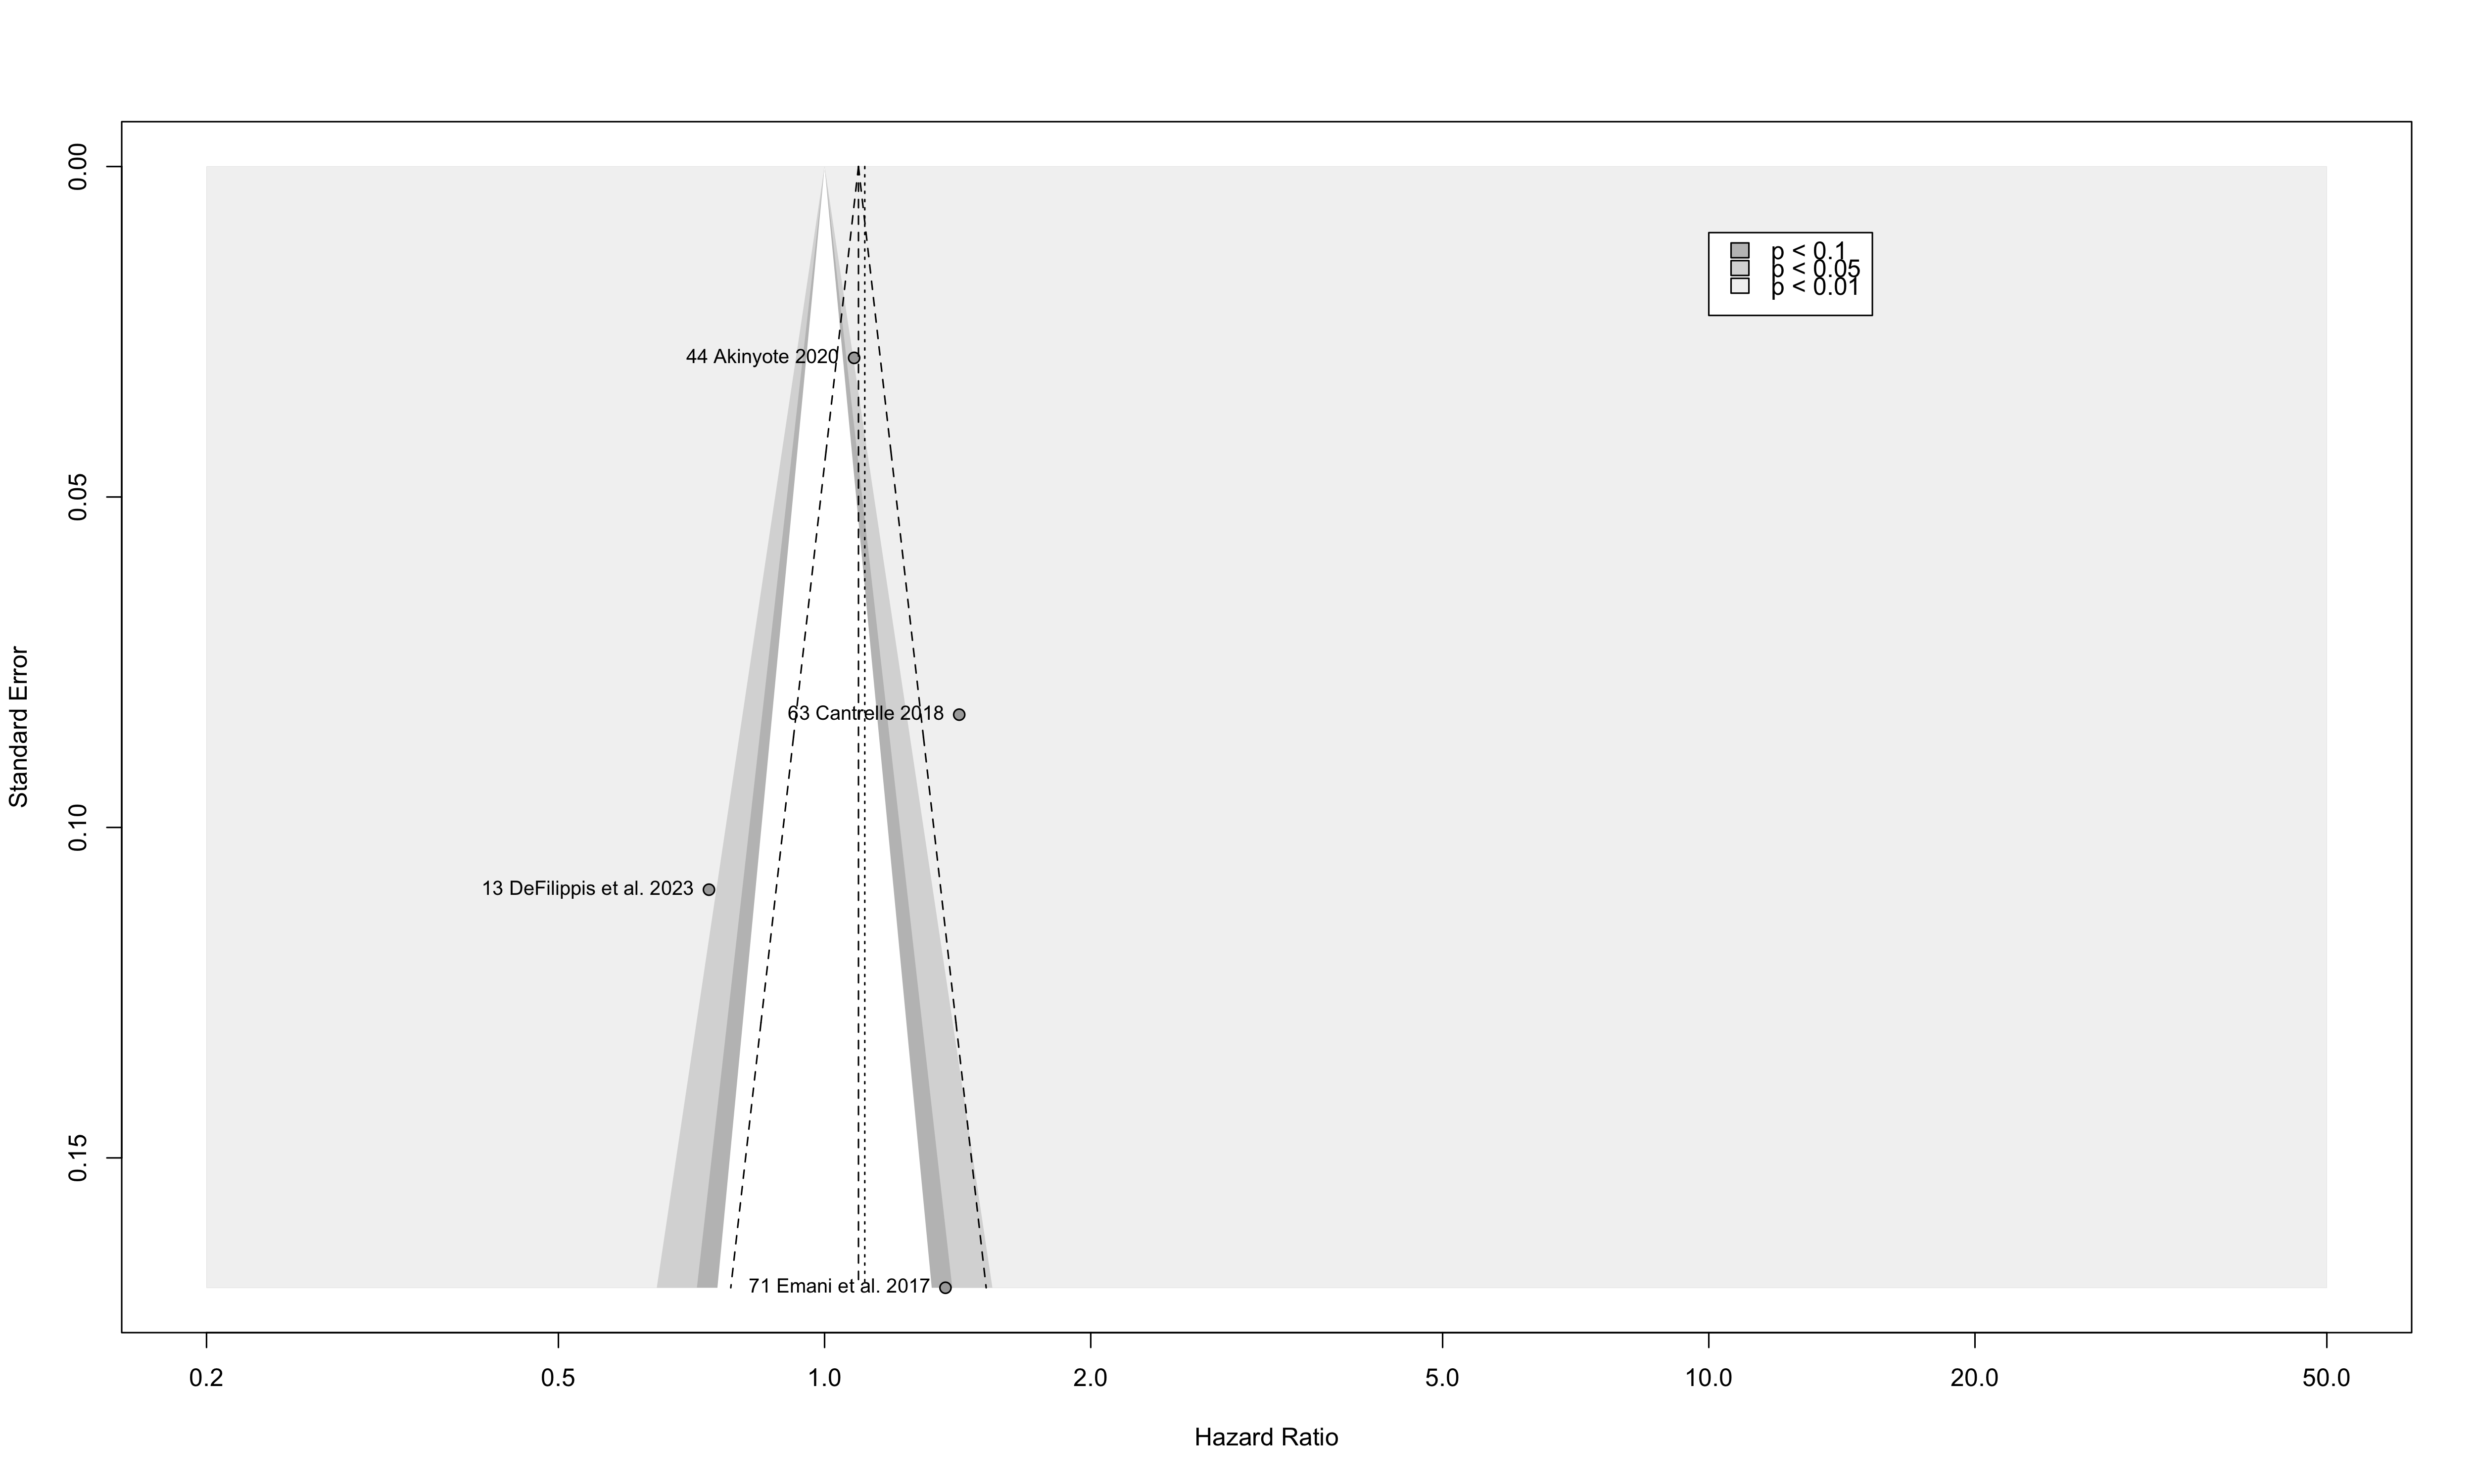 0.00
0.05
0.10
0.15
Standard Error
p < 0.1
p < 0.05
p < 0.01
44 Akinyote 2020
63 Cantrelle 2018
13 DeFilippis et al. 2023
71 Emani et al. 2017
0.2 0.5 1.0 2.0 5.0 10.0 20.0 50.0
Hazard Ratio